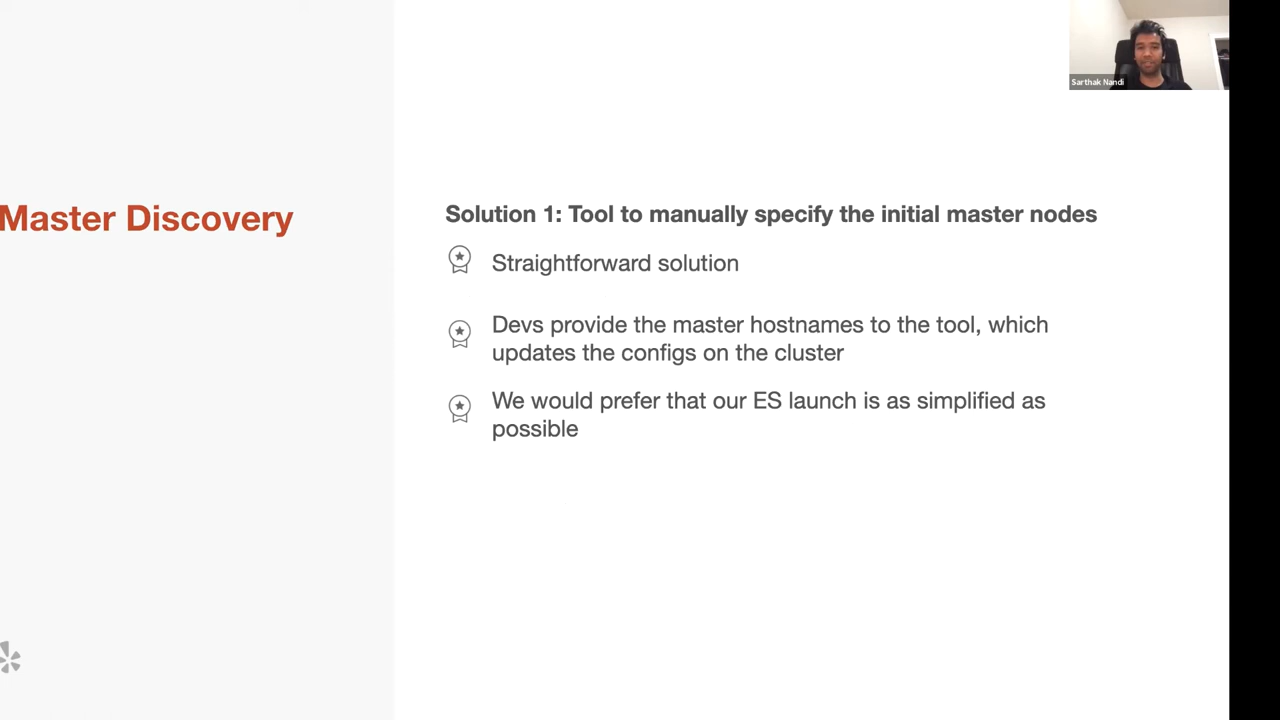 Sarthak Nandi
Master Discovery
Solution 1: Tool to manually specify the initial master nodes
Straightforward solution
Devs provide the master hostnames to the tool, which
updates the configs on the cluster
We would prefer that our ES launch is as simplified as
possible